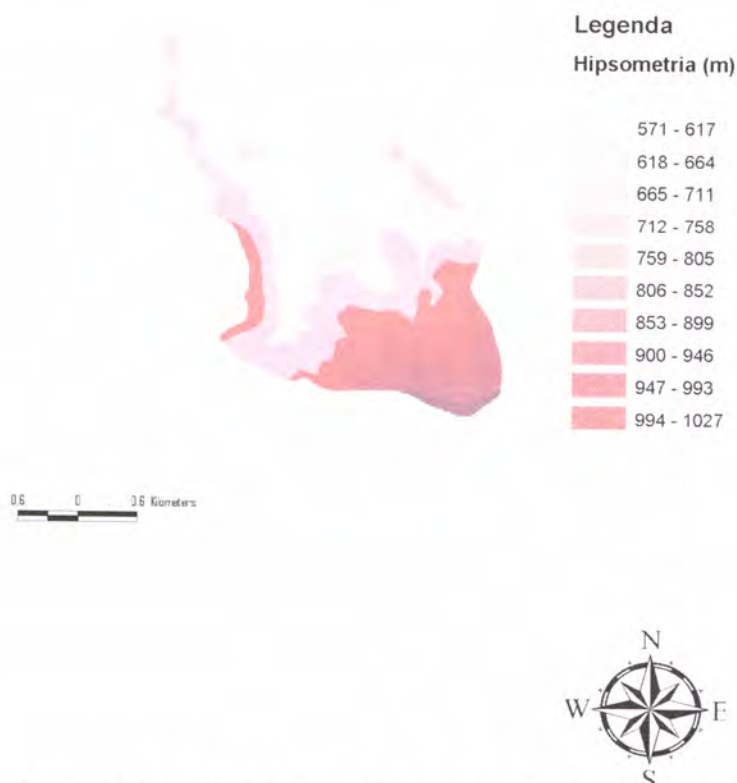 Legenda
Hipsometria (m)
571 - 617
618 - 664
665 - 711
712 - 758
759 - 805
806 - 852
853 - 899
900 - 946
947 - 993
994 - 1027
0.6 0 0.6 Kilometers
N
W E
S